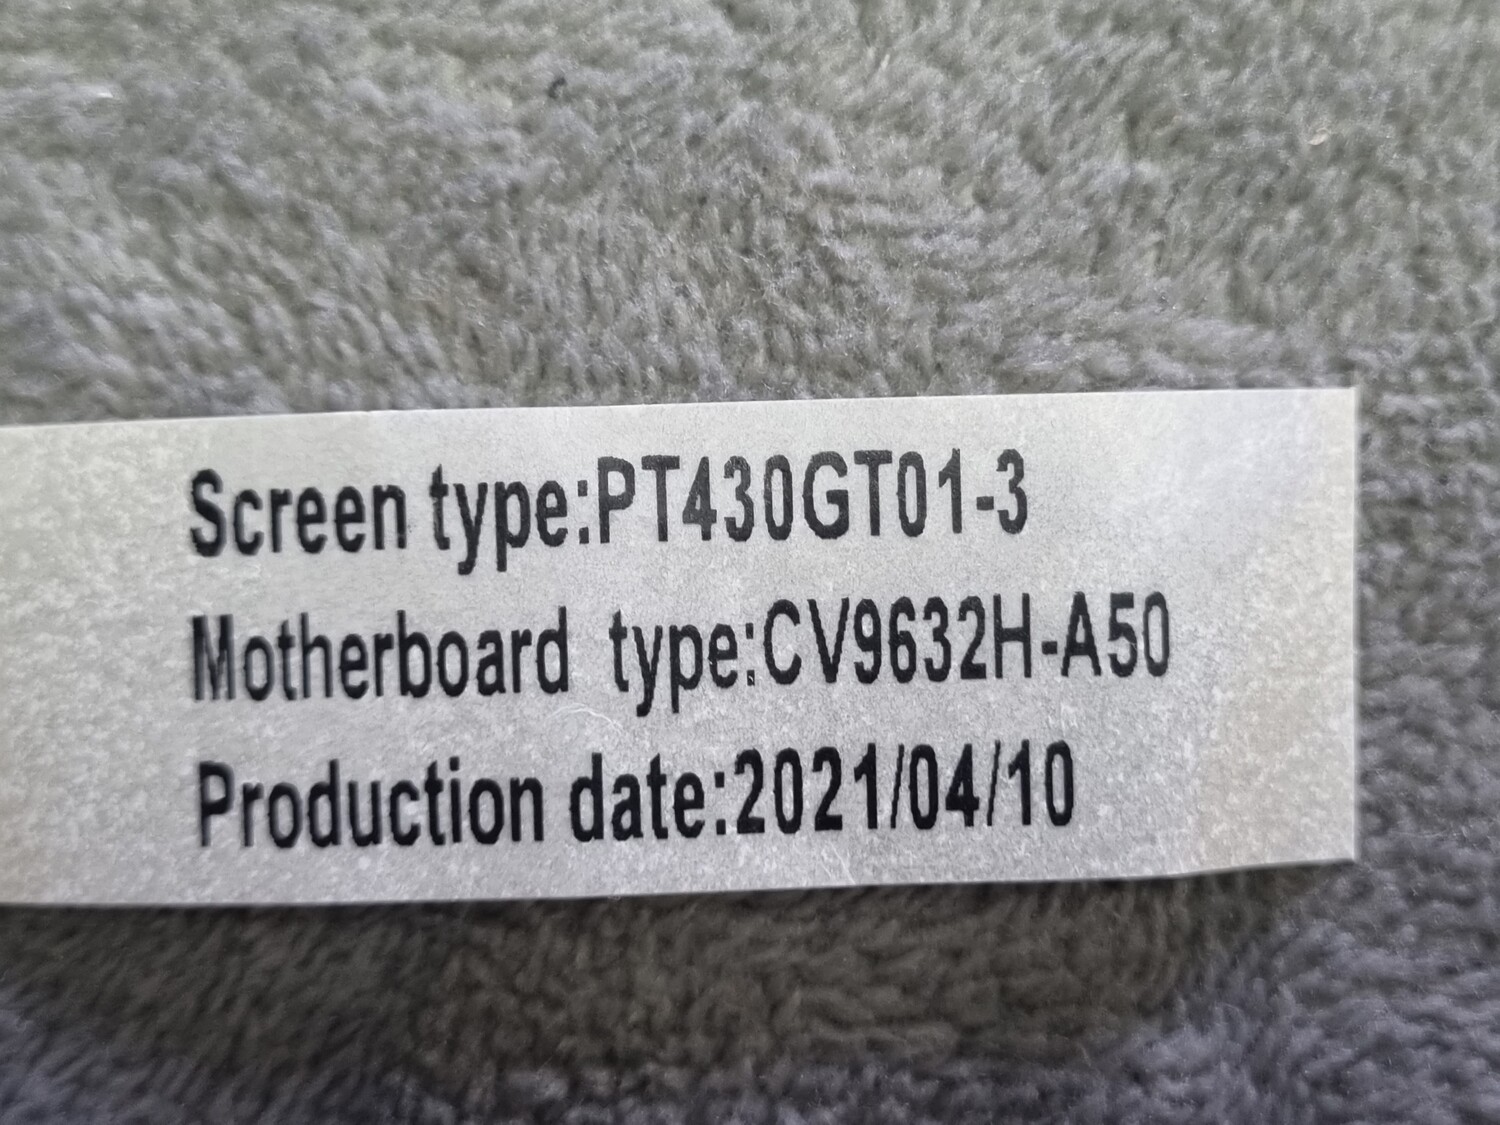 Screen type:PT430GT01-3
Motherboard type:CV9632H-A50
Production date:2021/04/10